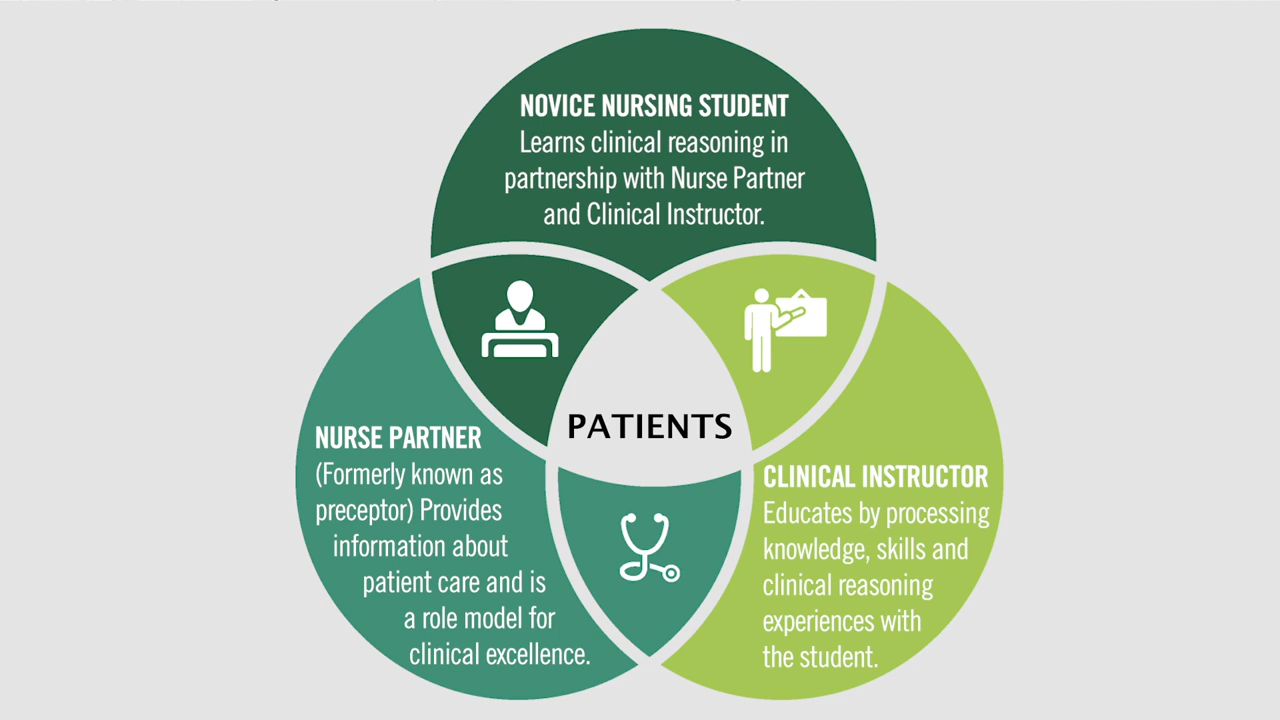 NOVICE NURSING STUDENT
Learns clinical reasoning in
partnership with Nurse Partner
and Clinical Instructor.
PATIENTS
NURSE PARTNER
(Formerly known as
preceptor) Provides
information about
patient care and is
a role model for
clinical excellence.
CLINICAL INSTRUCTOR
Educates by processing
knowledge, skills and
clinical reasoning
experiences with
the student.